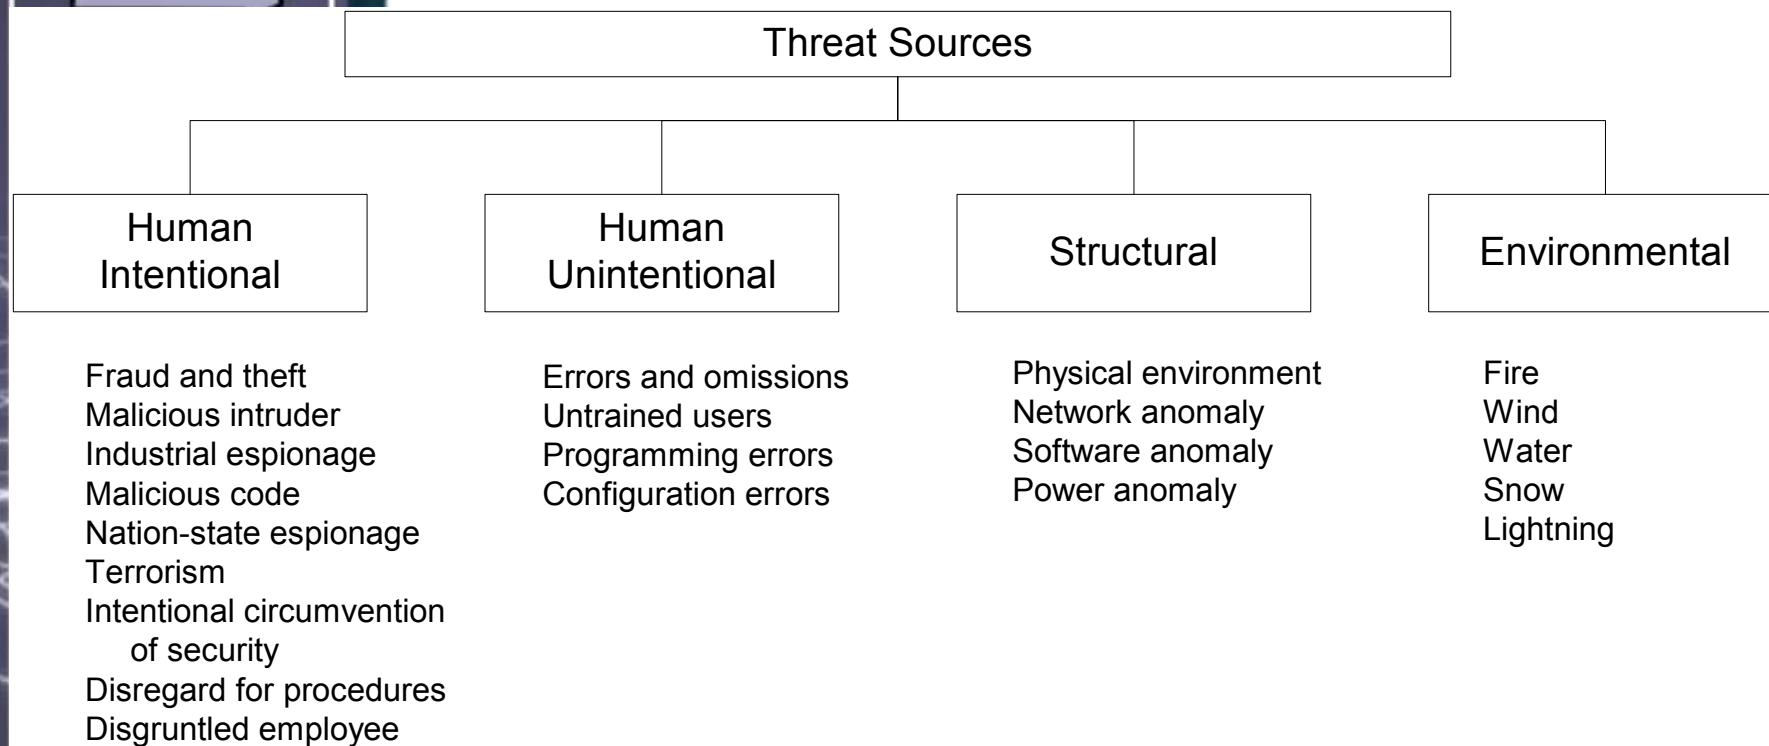 Threat Sources
Human
Intentional
Human
Unintentional
Structural
Environmental
Fraud and theft
Malicious intruder
Industrial espionage
Malicious code
Nation-state espionage
Terrorism
Intentional circumvention
of security
Disregard for procedures
Disgruntled employee
Errors and omissions
Untrained users
Programming errors
Configuration errors
Physical environment
Network anomaly
Software anomaly
Power anomaly
Fire
Wind
Water
Snow
Lightning